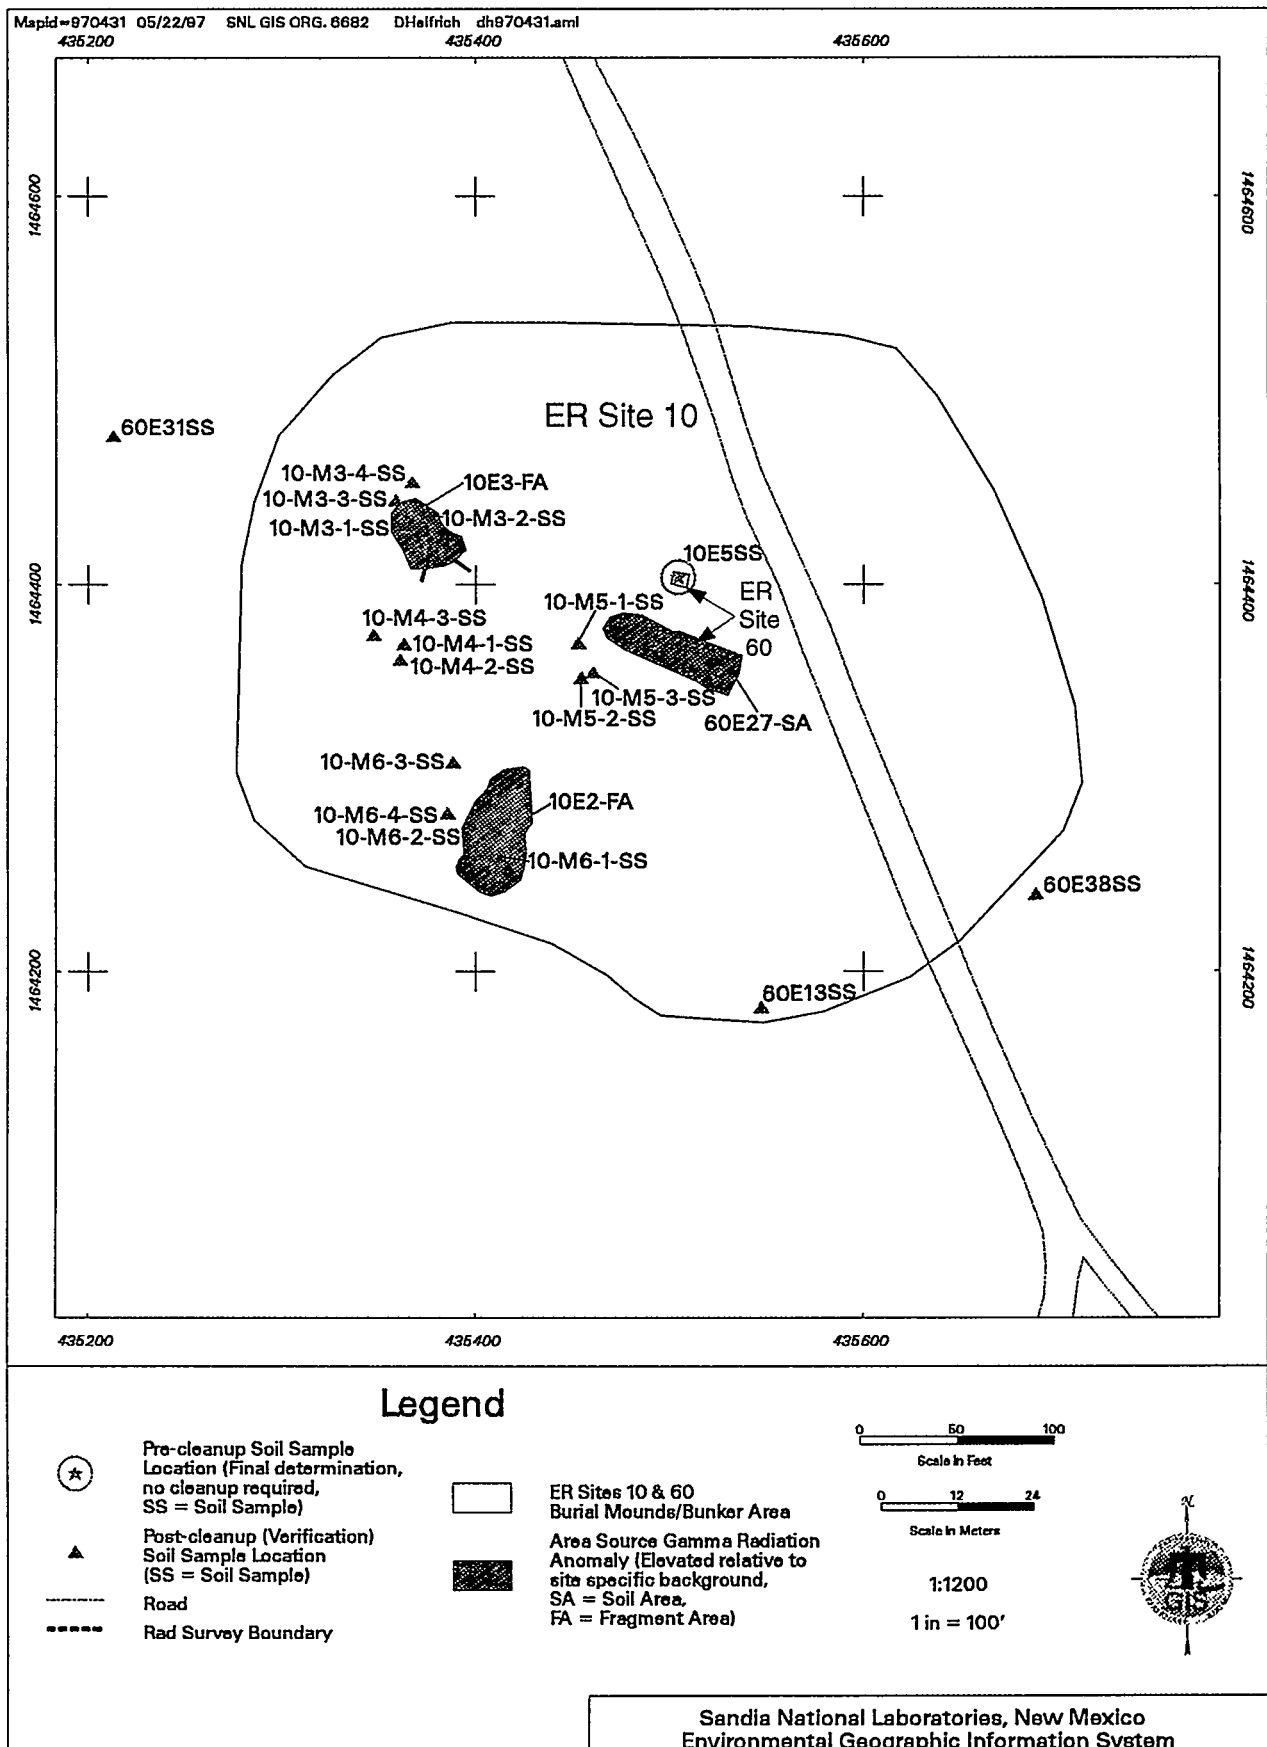 MapId=970431 05/22/97 SNL GIS ORG. 6682 DHelfrich dh970431.aml
435200 435400 435600
1464600 1464600
ER Site 10
60E31SS
10-M3-4-SS
10E3-FA
10-M3-3-SS
10-M3-2-SS
10-M3-1-SS
10E5SS
1464400 1464400
ER
Site
60
10-M5-1-SS
10-M4-3-SS
10-M4-1-SS
10-M4-2-SS
10-M5-3-SS
10-M5-2-SS
60E27-SA
10-M6-3-SS
10E2-FA
10-M6-4-SS
10-M6-2-SS
10-M6-1-SS
60E38SS
1464200 1464200
60E13SS
435200 435400 435600
Legend
Pre-cleanup Soil Sample
Location (Final determination,
no cleanup required,
SS = Soil Sample)
Post-cleanup (Verification)
Soil Sample Location
(SS = Soil Sample)
Road
Rad Survey Boundary
ER Sites 10 & 60
Burial Mounds/Bunker Area
Area Source Gamma Radiation
Anomaly (Elevated relative to
site specific background,
SA = Soil Area,
FA = Fragment Area)
0 50 100
Scale in Feet
0 12 24
Scale in Meters
1:1200
1 in = 100'
N
GIS
Sandia National Laboratories, New Mexico
Environmental Geographic Information System